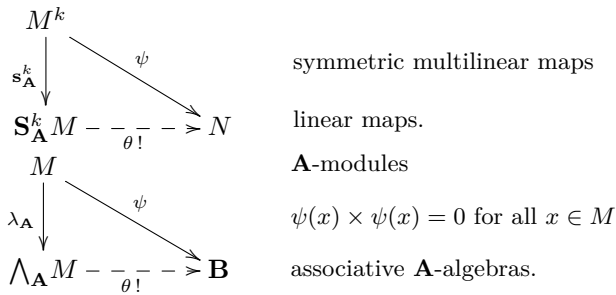 M^k
ψ
s^k_A
symmetric multilinear maps
S^k_A M
θ !
N
linear maps.
M
A-modules
ψ
λ_A
ψ(x) × ψ(x) = 0 for all x ∈ M
⋀_A M
θ !
B
associative A-algebras.